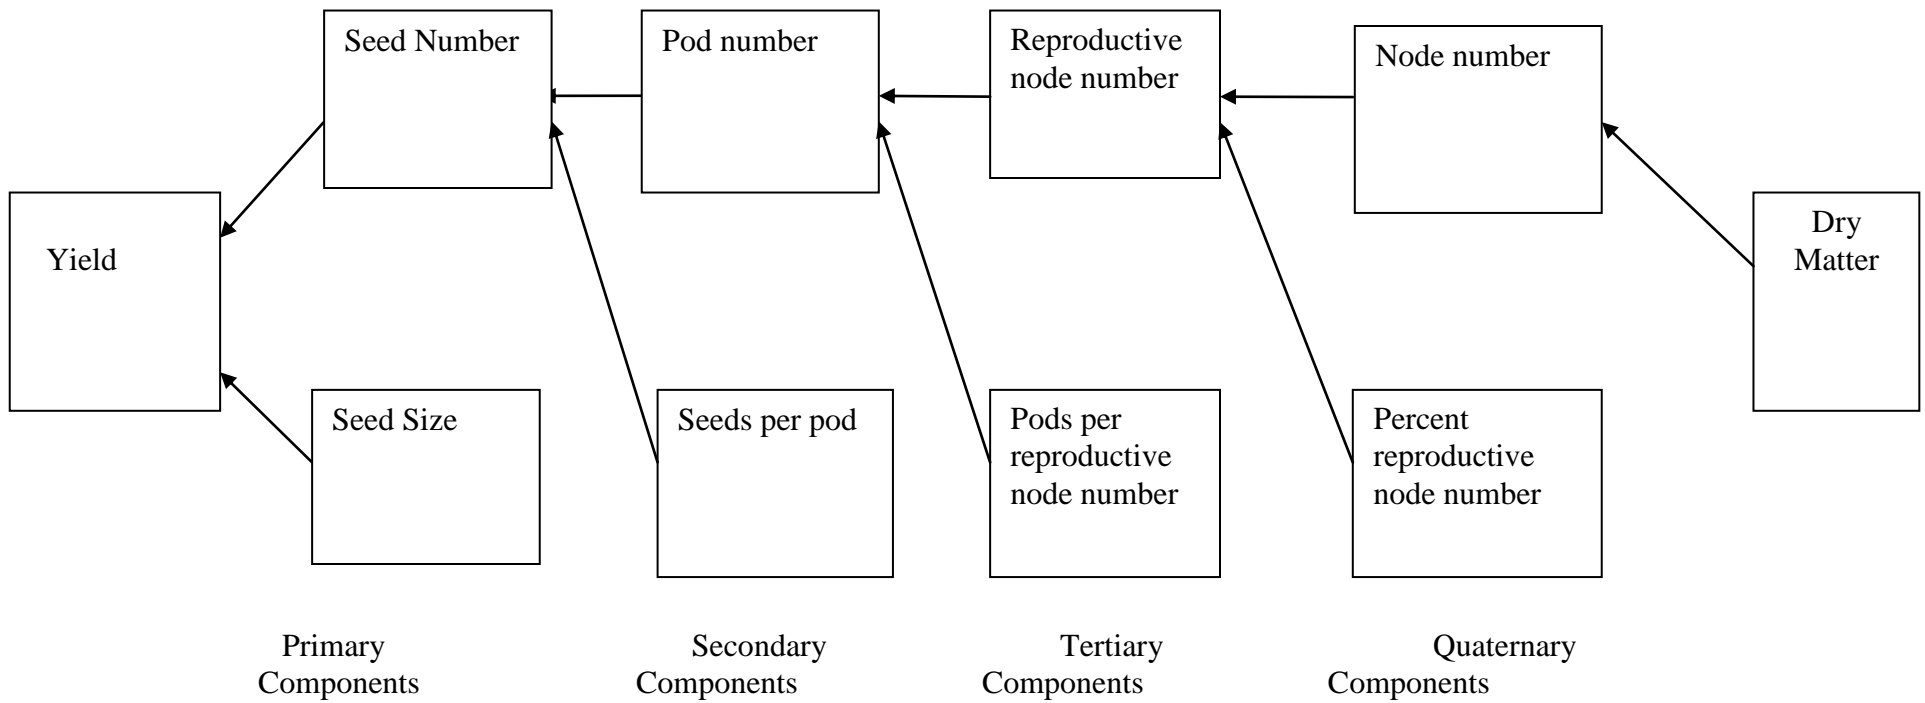 Seed Number
Pod number
Reproductive
node number
Node number
Yield
Dry
Matter
Seed Size
Seeds per pod
Pods per
reproductive
node number
Percent
reproductive
node number
Primary
Components
Secondary
Components
Tertiary
Components
Quaternary
Components